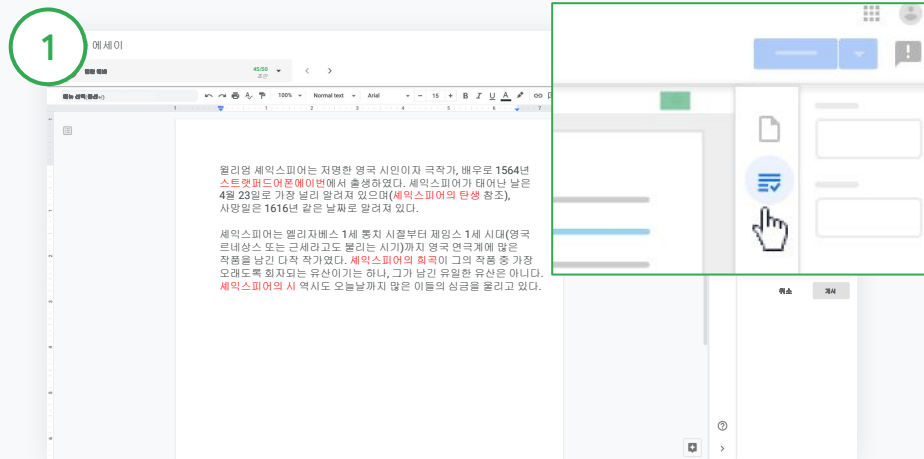 1
에세이
45/50
100%
Normal text
Arial
15
B I U A
윌리엄 셰익스피어는 저명한 영국 시인이자 극작가, 배우로 1564년
스트랫퍼드어폰에이번에서 출생하였다. 셰익스피어가 태어난 날은
4월 23일로 가장 널리 알려져 있으며(셰익스피어의 탄생 참조),
사망일은 1616년 같은 날짜로 알려져 있다.
셰익스피어는 엘리자베스 1세 통치 시절부터 제임스 1세 시대(영국
르네상스 또는 근세라고도 불리는 시기)까지 영국 연극계에 많은
작품을 남긴 다작 작가였다. 셰익스피어의 희곡이 그의 작품 중 가장
오래도록 회자되는 유산이기는 하나, 그가 남긴 유일한 유산은 아니다.
셰익스피어의 시 역시도 오늘날까지 많은 이들의 심금을 울리고 있다.
취소
게시